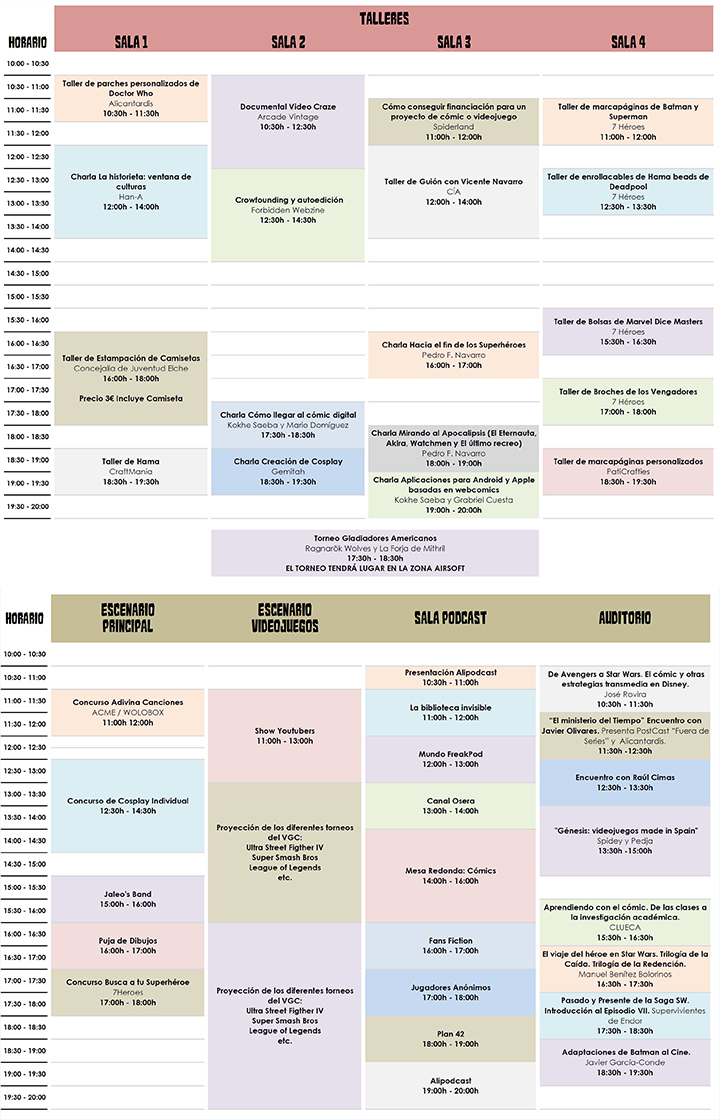 TALLERES
HORARIO
SALA 1
SALA 2
SALA 3
SALA 4
10:00 - 10:30
10:30 - 11:00
11:00 - 11:30
11:30 - 12:00
12:00 - 12:30
12:30 - 13:00
13:00 - 13:30
13:30 - 14:00
14:00 - 14:30
14:30 - 15:00
15:00 - 15:30
15:30 - 16:00
16:00 - 16:30
16:30 - 17:00
17:00 - 17:30
17:30 - 18:00
18:00 - 18:30
18:30 - 19:00
19:00 - 19:30
19:30 - 20:00
Taller de parches personalizados de
Doctor Who
Alicantardis
10:30h - 11:30h
Charla La historieta: ventana de
culturas
Han-A
12:00h - 14:00h
Taller de Estampación de Camisetas
Concejalia de Juventud Elche
16:00h - 18:00h
Precio 3€ Incluye Camiseta
Taller de Hama
CraftManía
18:30h - 19:30h
Documental Video Craze
Arcade Vintage
10:30h - 12:30h
Crowfounding y autoedición
Forbidden Webzine
12:30h - 14:30h
Charla Cómo llegar al cómic digital
Kokhe Saeba y Mario Domíguez
17:30h -18:30h
Charla Creación de Cosplay
Gemitah
18:30h - 19:30h
Cómo conseguir financiación para un
proyecto de cómic o videojuego
Spiderland
11:00h - 12:00h
Taller de Guión con Vicente Navarro
CÍA
12:00h - 14:00h
Charla Hacia el fin de los Superhéroes
Pedro F. Navarro
16:00h - 17:00h
Charla Mirando al Apocalipsis (El Eternauta,
Akira, Watchmen y El último recreo)
Pedro F. Navarro
18:00h - 19:00h
Charla Aplicaciones para Android y Apple
basadas en webcomics
Kokhe Saeba y Grabriel Cuesta
19:00h - 20:00h
Taller de marcapáginas de Batman y
Superman
7 Héroes
11:00h - 12:00h
Taller de enrollacables de Hama beads de
Deadpool
7 Héroes
12:30h - 13:30h
Taller de Bolsas de Marvel Dice Masters
7 Héroes
15:30h - 16:30h
Taller de Broches de los Vengadores
7 Héroes
17:00h - 18:00h
Taller de marcapáginas personalizados
PatiCrafties
18:30h - 19:30h
Torneo Gladiadores Americanos
Ragnarök Wolves y La Forja de Mithril
17:30h - 18:30h
EL TORNEO TENDRÁ LUGAR EN LA ZONA AIRSOFT
HORARIO
ESCENARIO
PRINCIPAL
ESCENARIO
VIDEOJUEGOS
SALA PODCAST
AUDITORIO
10:00 - 10:30
10:30 - 11:00
11:00 - 11:30
11:30 - 12:00
12:00 - 12:30
12:30 - 13:00
13:00 - 13:30
13:30 - 14:00
14:00 - 14:30
14:30 - 15:00
15:00 - 15:30
15:30 - 16:00
16:00 - 16:30
16:30 - 17:00
17:00 - 17:30
17:30 - 18:00
18:00 - 18:30
18:30 - 19:00
19:00 - 19:30
19:30 - 20:00
Concurso Adivina Canciones
ACME / WOLOBOX
11:00h 12:00h
Concurso de Cosplay Individual
12:30h - 14:30h
Jaleo's Band
15:00h - 16:00h
Puja de Dibujos
16:00h - 17:00h
Concurso Busca a tu Superhéroe
7Heroes
17:00h - 18:00h
Show Youtubers
11:00h - 13:00h
Proyección de los diferentes torneos
del VGC:
Ultra Street Figther IV
Super Smash Bros
League of Legends
etc.
Proyección de los diferentes torneos
del VGC:
Ultra Street Figther IV
Super Smash Bros
League of Legends
etc.
Presentación Alipodcast
10:30h - 11:00h
La biblioteca invisible
11:00h - 12:00h
Mundo FreakPod
12:00h - 13:00h
Canal Osera
13:00h - 14:00h
Mesa Redonda: Cómics
14:00h - 16:00h
Fans Fiction
16:00h - 17:00h
Jugadores Anónimos
17:00h - 18:00h
Plan 42
18:00h - 19:00h
Alipodcast
19:00h - 20:00h
De Avengers a Star Wars. El cómic y otras
estrategias transmedia en Disney.
José Rovira
10:30h - 11:30h
"El ministerio del Tiempo" Encuentro con
Javier Olivares. Presenta PostCast "Fuera de
Series" y Alicantardis.
11:30h -12:30h
Encuentro con Raúl Cimas
12:30h - 13:30h
"Génesis: videojuegos made in Spain"
Spidey y Pedja
13:30h -15:00h
Aprendiendo con el cómic. De las clases a
la investigación académica.
CLUECA
15:30h - 16:30h
El viaje del héroe en Star Wars. Trilogía de la
Caída. Trilogía de la Redención.
Manuel Benítez Bolorinos
16:30h - 17:30h
Pasado y Presente de la Saga SW.
Introducción al Episodio VII. Supervivientes
de Endor
17:30h - 18:30h
Adaptaciones de Batman al Cine.
Javier García-Conde
18:30h - 19:30h